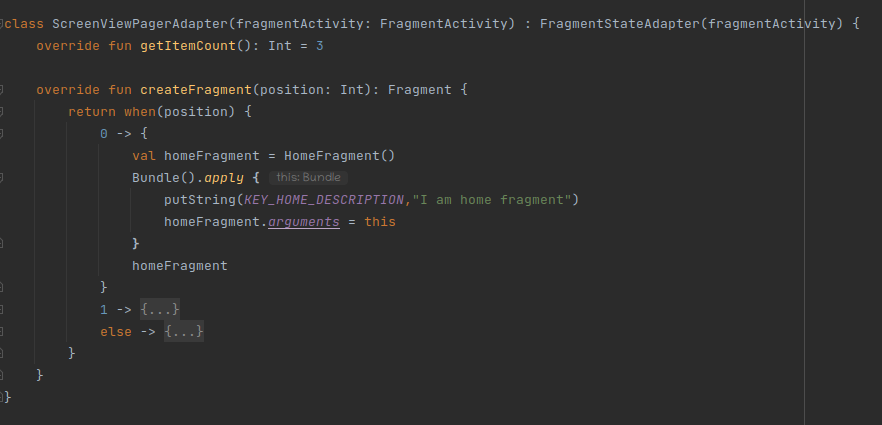 class ScreenViewPagerAdapter(fragmentActivity: FragmentActivity) : FragmentStateAdapter(fragmentActivity) {
    override fun getItemCount(): Int = 3

    override fun createFragment(position: Int): Fragment {
        return when(position) {
            0 -> {
                val homeFragment = HomeFragment()
                Bundle().apply { this: Bundle
                    putString(KEY_HOME_DESCRIPTION,"I am home fragment")
                    homeFragment.arguments = this
                }
                homeFragment
            }
            1 -> {...}
            else -> {...}
        }
    }
}